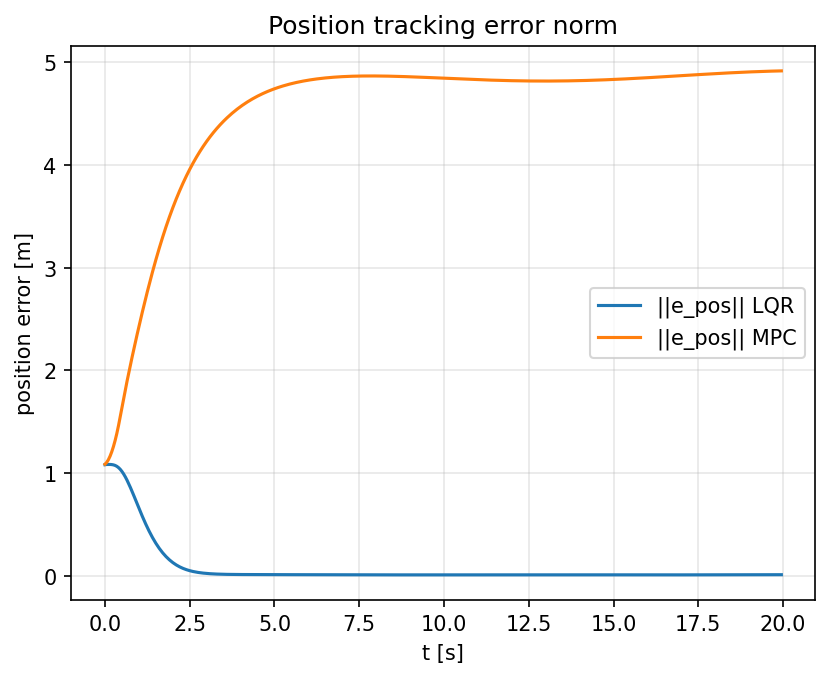 Position tracking error norm
position error [m]
5
4
3
2
1
0
||e_pos|| LQR
||e_pos|| MPC
0.0 2.5 5.0 7.5 10.0 12.5 15.0 17.5 20.0
t [s]